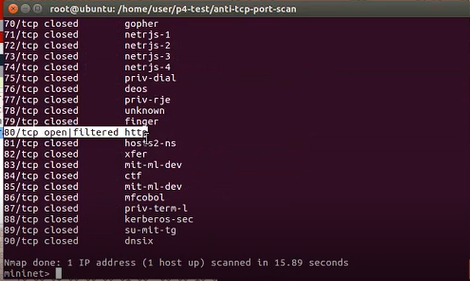 root@ubuntu: /home/user/p4-test/anti-tcp-port-scan
70/tcp closed gopher
71/tcp closed netrjs-1
72/tcp closed netrjs-2
73/tcp closed netrjs-3
74/tcp closed netrjs-4
75/tcp closed priv-dial
76/tcp closed deos
77/tcp closed priv-rje
78/tcp closed unknown
79/tcp closed finger
80/tcp open|filtered http
81/tcp closed hosts2-ns
82/tcp closed xfer
83/tcp closed mit-ml-dev
84/tcp closed ctf
85/tcp closed mit-ml-dev
86/tcp closed mfcobol
87/tcp closed priv-term-l
88/tcp closed kerberos-sec
89/tcp closed su-mit-tg
90/tcp closed dnsix
Nmap done: 1 IP address (1 host up) scanned in 15.89 seconds
mininet>